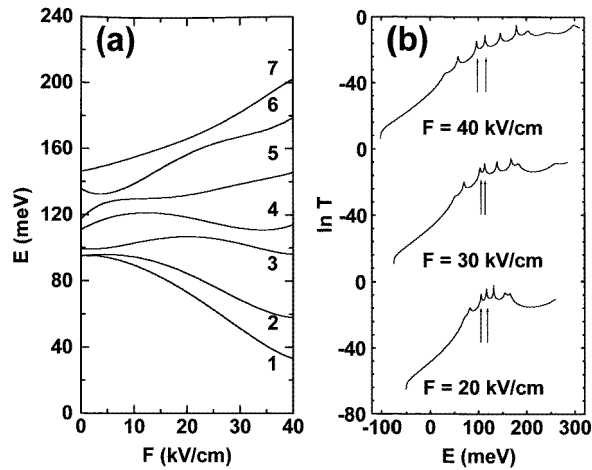 (a)
240
200
160
120
80
40
0
E (meV)
7
6
5
4
3
2
1
0 10 20 30 40
F (kV/cm)
(b)
0
-40
0
-40
0
-40
-80
ln T
F = 40 kV/cm
F = 30 kV/cm
F = 20 kV/cm
-100 0 100 200 300
E (meV)